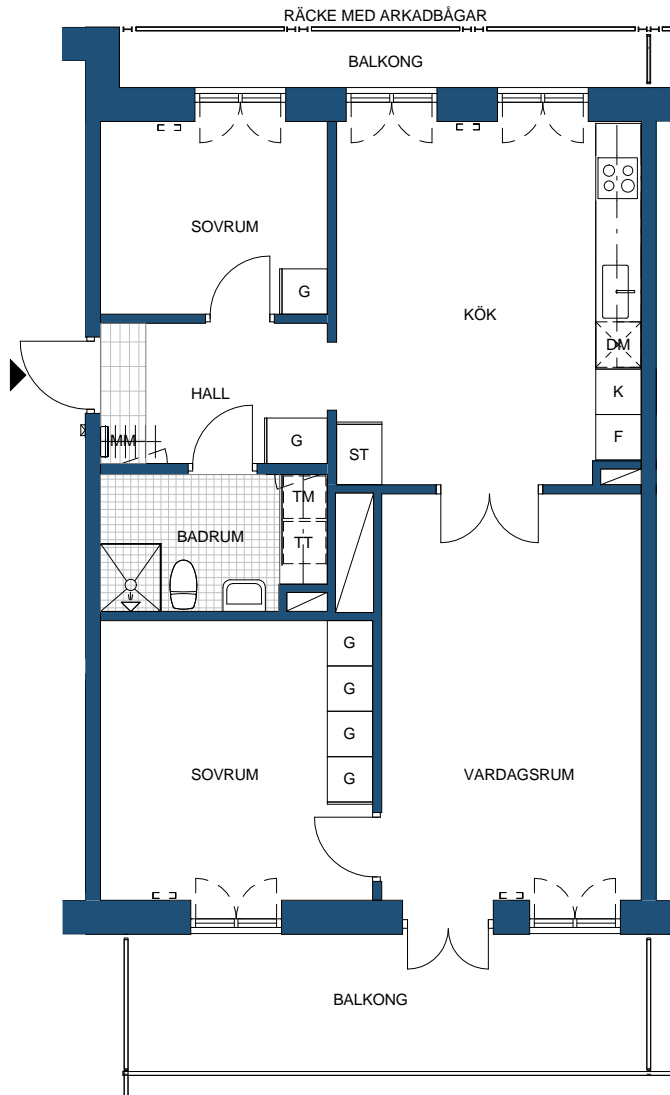 RÄCKE MED ARKADBÅGAR
BALKONG
SOVRUM
G
KÖK
DM
K
F
HALL
MM
G
ST
TM
BADRUM
TT
G
G
G
G
SOVRUM
VARDAGSRUM
BALKONG